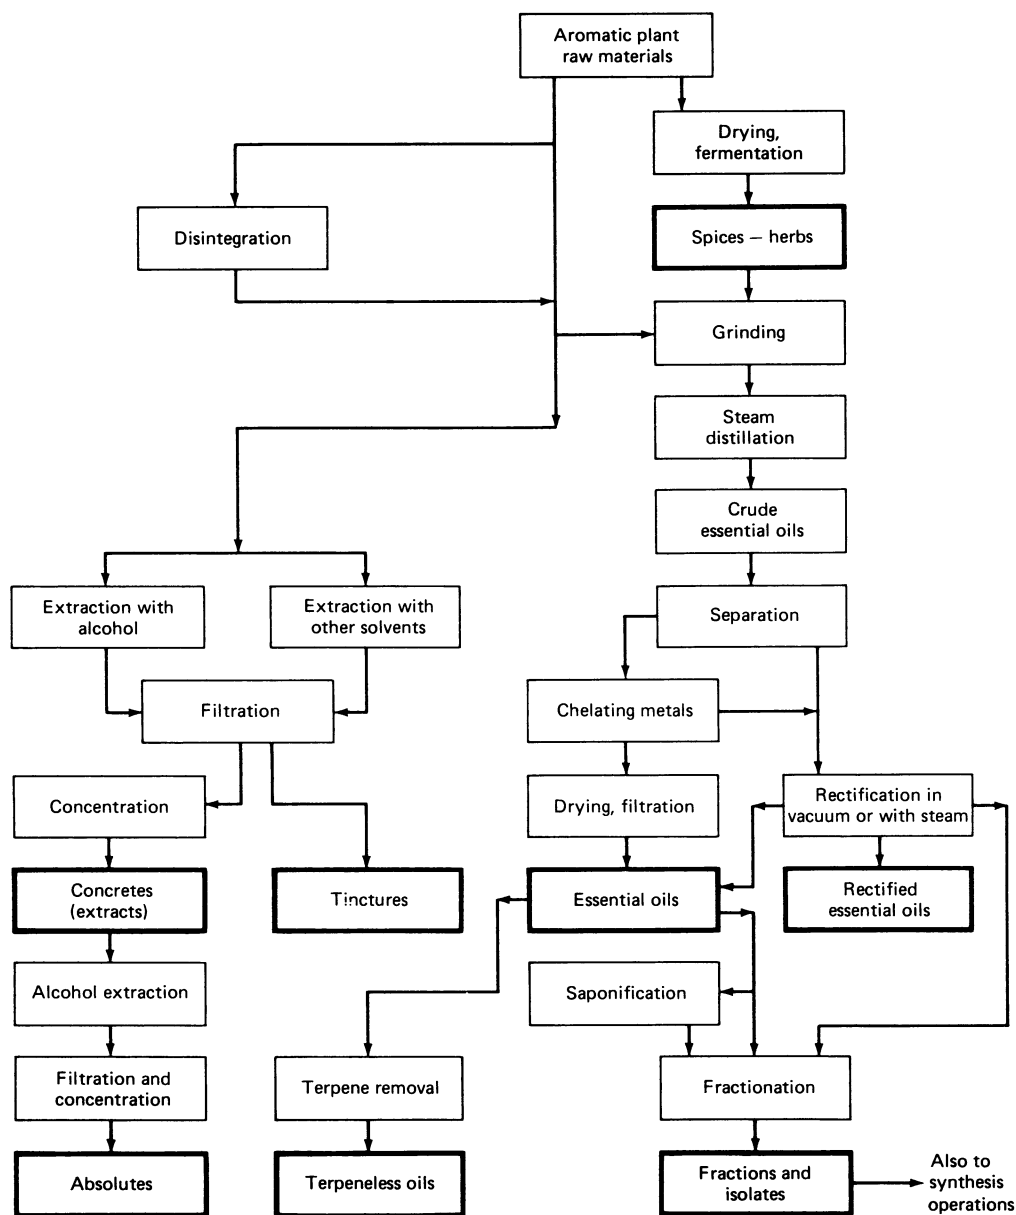 Aromatic plant
raw materials
Drying,
fermentation
Disintegration
Spices – herbs
Grinding
Steam
distillation
Crude
essential oils
Extraction with
alcohol
Extraction with
other solvents
Separation
Filtration
Chelating metals
Concentration
Drying, filtration
Rectification in
vacuum or with steam
Concretes
(extracts)
Tinctures
Essential oils
Rectified
essential oils
Alcohol extraction
Saponification
Filtration and
concentration
Terpene removal
Fractionation
Absolutes
Terpeneless oils
Fractions and
isolates
Also to
synthesis
operations